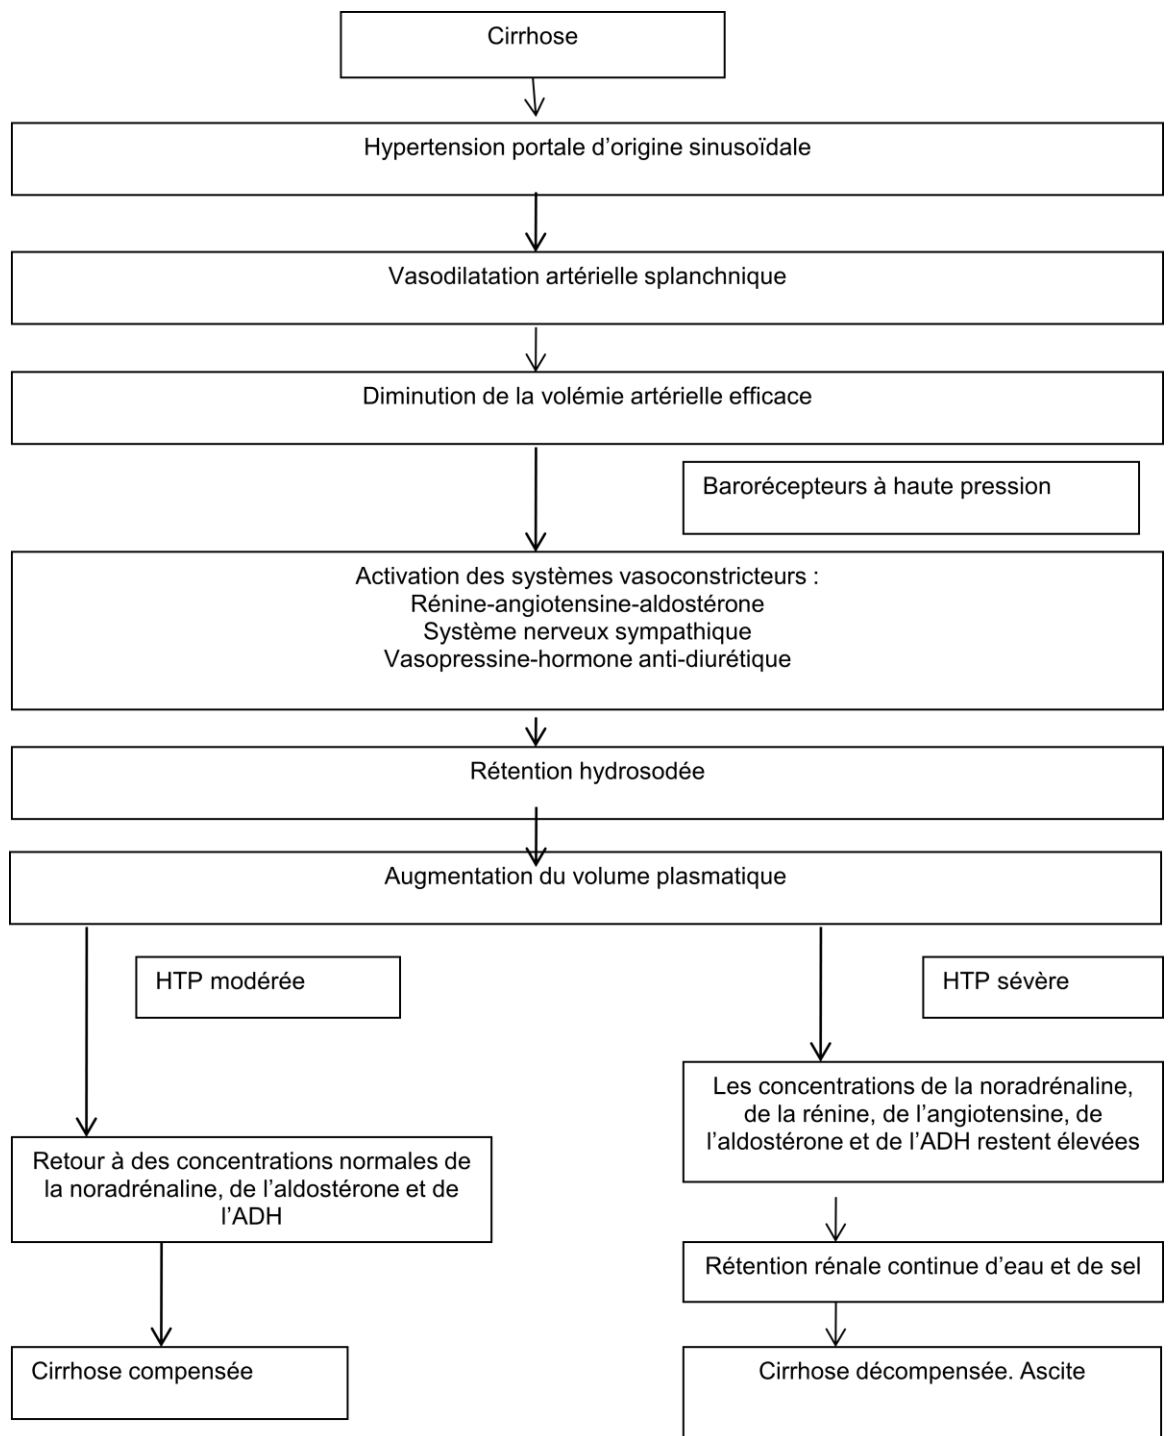 Cirrhose
Hypertension portale d’origine sinusoïdale
Vasodilatation artérielle splanchnique
Diminution de la volémie artérielle efficace
Barorécepteurs à haute pression
Activation des systèmes vasoconstricteurs :
Rénine-angiotensine-aldostérone
Système nerveux sympathique
Vasopressine-hormone anti-diurétique
Rétention hydrosodée
Augmentation du volume plasmatique
HTP modérée
HTP sévère
Les concentrations de la noradrénaline,
de la rénine, de l’angiotensine, de
l’aldostérone et de l’ADH restent élevées
Retour à des concentrations normales de
la noradrénaline, de l’aldostérone et de
l’ADH
Rétention rénale continue d’eau et de sel
Cirrhose compensée
Cirrhose décompensée. Ascite